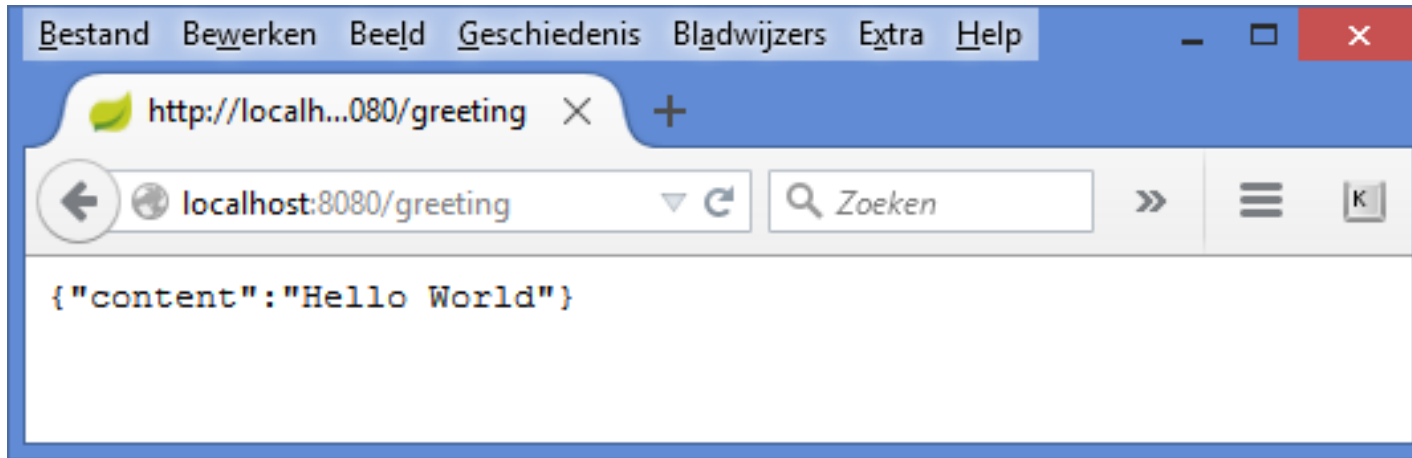 Bestand Bewerken Beeld Geschiedenis Bladwijzers Extra Help
http://localh...080/greeting
localhost:8080/greeting Zoeken K
{"content":"Hello World"}